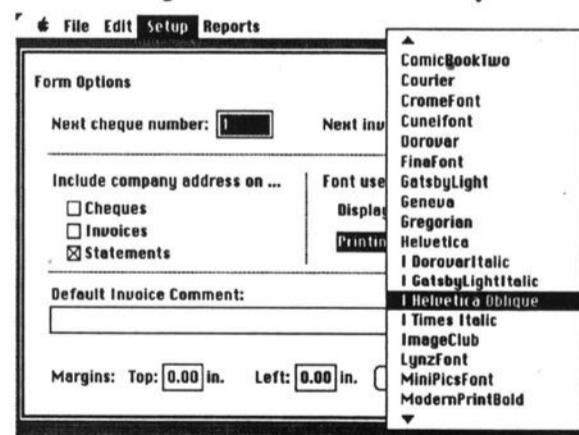 File Edit Setup Reports
Form Options
Next cheque number: 1
Next inv
Include company address on ...
Cheques
Invoices
Statements
Font use
Display
Printin
Default Invoice Comment:
Margins: Top: 0.00 in. Left: 0.00 in.
ComicBookTwo
Courier
CromeFont
Cuneifont
Dorovar
FinaFont
GatsbyLight
Geneva
Gregorian
Helvetica
I DorovarItalic
I GatsbyLightItalic
I Helvetica Oblique
I Times Italic
ImageClub
LynzFont
MiniPicsFont
ModernPrintBold